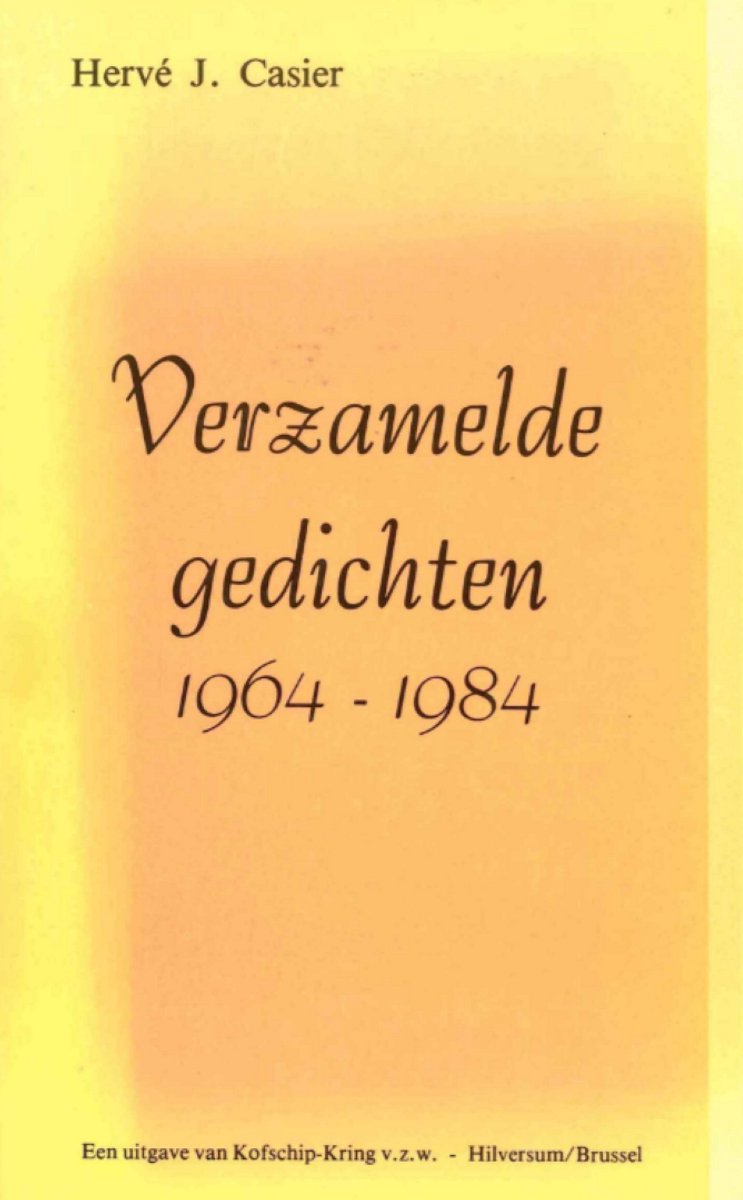 Hervé J. Casier
Verzamelde
gedichten
1964 - 1984
Een uitgave van Kofschip-Kring v.z.w. - Hilversum/Brussel